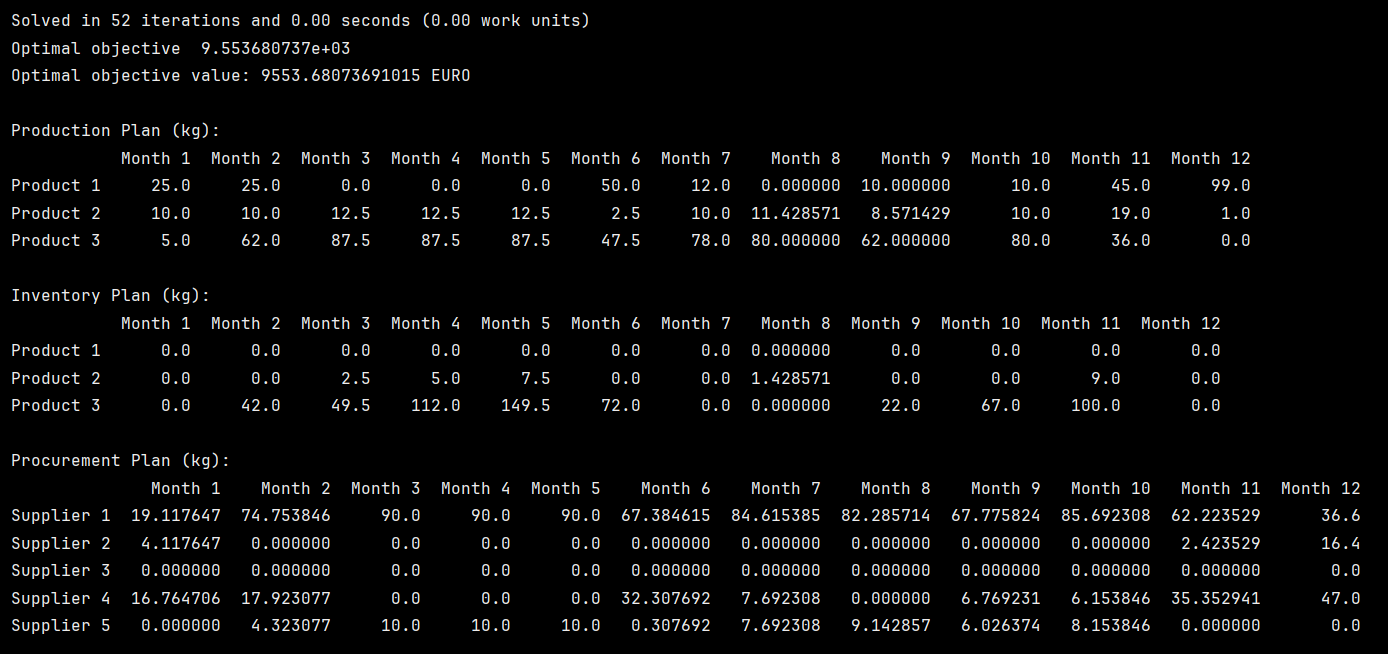 Solved in 52 iterations and 0.00 seconds (0.00 work units)
Optimal objective  9.553680737e+03
Optimal objective value: 9553.68073691015 EURO
Production Plan (kg):
Month 1 Month 2 Month 3 Month 4 Month 5 Month 6 Month 7 Month 8 Month 9 Month 10 Month 11 Month 12
Product 1 25.0 25.0 0.0 0.0 0.0 50.0 12.0 0.000000 10.000000 10.0 45.0 99.0
Product 2 10.0 10.0 12.5 12.5 12.5 2.5 10.0 11.428571 8.571429 10.0 19.0 1.0
Product 3 5.0 62.0 87.5 87.5 87.5 47.5 78.0 80.000000 62.000000 80.0 36.0 0.0
Inventory Plan (kg):
Month 1 Month 2 Month 3 Month 4 Month 5 Month 6 Month 7 Month 8 Month 9 Month 10 Month 11 Month 12
Product 1 0.0 0.0 0.0 0.0 0.0 0.0 0.0 0.000000 0.0 0.0 0.0 0.0
Product 2 0.0 0.0 2.5 5.0 7.5 0.0 0.0 1.428571 0.0 0.0 9.0 0.0
Product 3 0.0 42.0 49.5 112.0 149.5 72.0 0.0 0.000000 22.0 67.0 100.0 0.0
Procurement Plan (kg):
Month 1 Month 2 Month 3 Month 4 Month 5 Month 6 Month 7 Month 8 Month 9 Month 10 Month 11 Month 12
Supplier 1 19.117647 74.753846 90.0 90.0 90.0 67.384615 84.615385 82.285714 67.775824 85.692308 62.223529 36.6
Supplier 2 4.117647 0.000000 0.0 0.0 0.0 0.000000 0.000000 0.000000 0.000000 0.000000 2.423529 16.4
Supplier 3 0.000000 0.000000 0.0 0.0 0.0 0.000000 0.000000 0.000000 0.000000 0.000000 0.000000 0.0
Supplier 4 16.764706 17.923077 0.0 0.0 0.0 32.307692 7.692308 0.000000 6.769231 6.153846 35.352941 47.0
Supplier 5 0.000000 4.323077 10.0 10.0 10.0 0.307692 7.692308 9.142857 6.026374 8.153846 0.000000 0.0